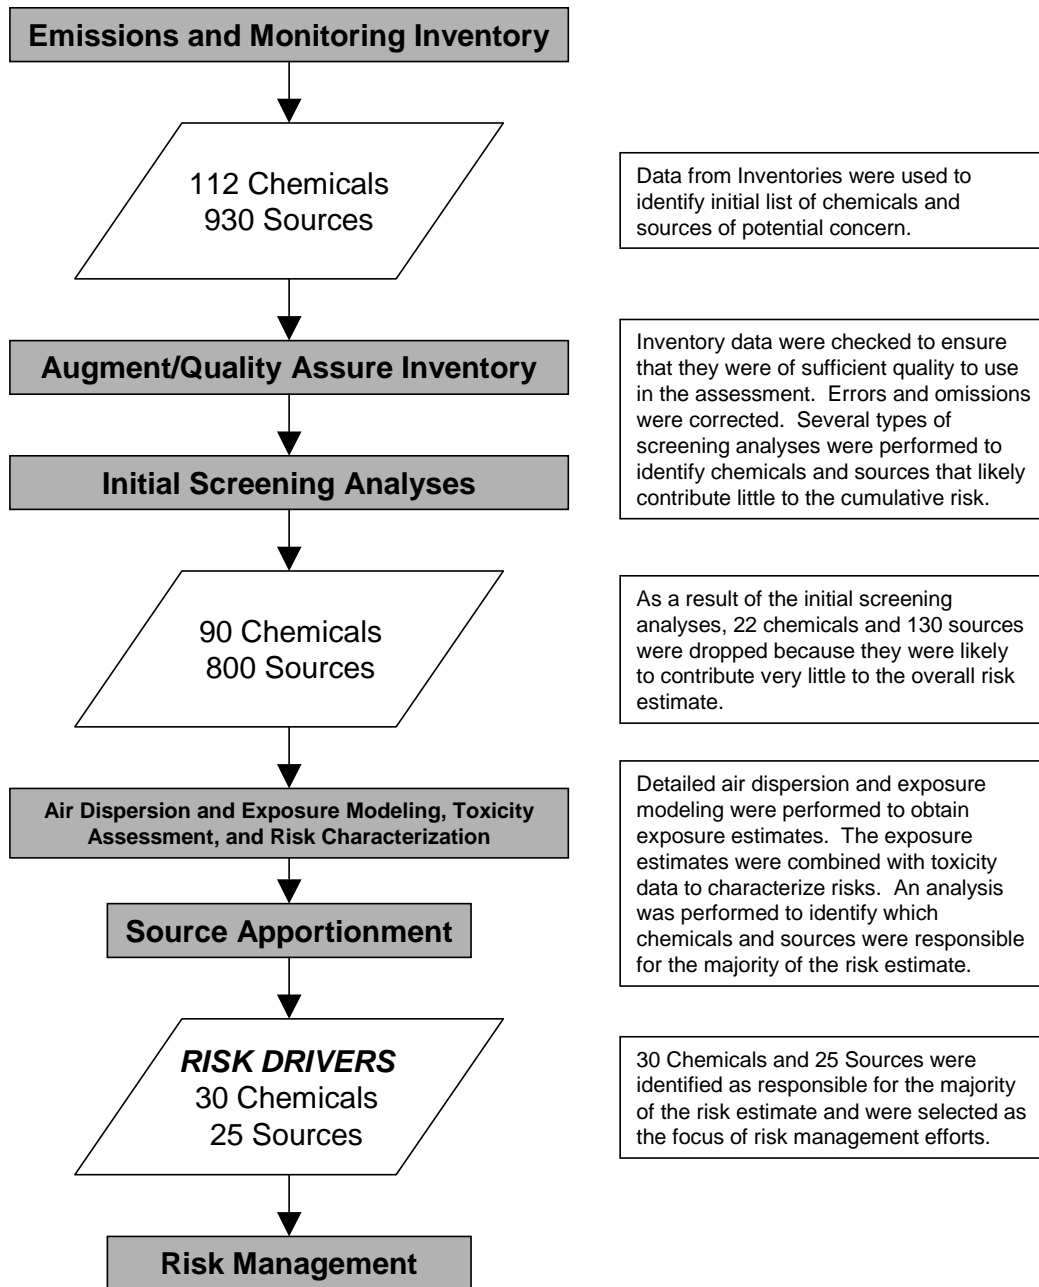 Emissions and Monitoring Inventory
112 Chemicals
930 Sources
Data from Inventories were used to
identify initial list of chemicals and
sources of potential concern.
Augment/Quality Assure Inventory
Initial Screening Analyses
Inventory data were checked to ensure
that they were of sufficient quality to use
in the assessment.  Errors and omissions
were corrected.  Several types of
screening analyses were performed to
identify chemicals and sources that likely
contribute little to the cumulative risk.
90 Chemicals
800 Sources
As a result of the initial screening
analyses, 22 chemicals and 130 sources
were dropped because they were likely
to contribute very little to the overall risk
estimate.
Air Dispersion and Exposure Modeling, Toxicity
Assessment, and Risk Characterization
Source Apportionment
Detailed air dispersion and exposure
modeling were performed to obtain
exposure estimates.  The exposure
estimates were combined with toxicity
data to characterize risks.  An analysis
was performed to identify which
chemicals and sources were responsible
for the majority of the risk estimate.
RISK DRIVERS
30 Chemicals
25 Sources
30 Chemicals and 25 Sources were
identified as responsible for the majority
of the risk estimate and were selected as
the focus of risk management efforts.
Risk Management